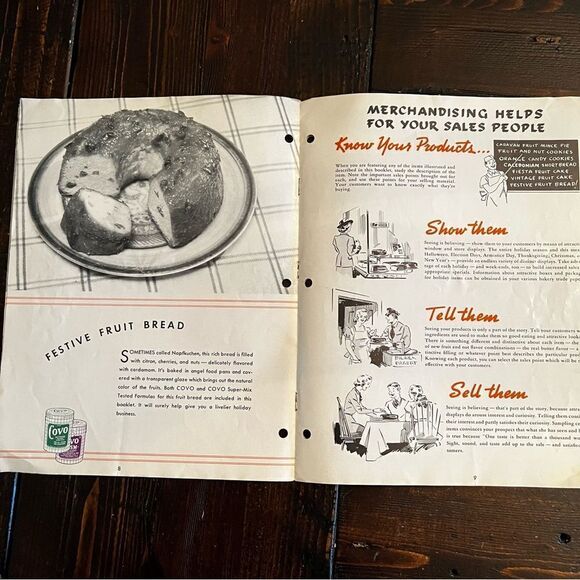 FESTIVE FRUIT BREAD
SOMETIMES called Napfkuchen, this rich bread is filled
with citron, cherries, and nuts — delicately flavored
with cardamom. It's baked in angel food pans and cov-
ered with a transparent glaze which brings out the natural
color of the fruits. Both COVO and COVO Super-Mix
Tested Formulas for this fruit bread are included in this
booklet. It will surely help give you a livelier holiday
business.
COVO
8
MERCHANDISING HELPS
FOR YOUR SALES PEOPLE
Know Your Products...
When you are featuring any of the items illustrated and
described in this booklet, study the description of the
item. Note the important sales points brought out for
each, and use these points for your selling material.
Your customers want to know exactly what they're
buying.
CARAVAN FRUIT MINCE PIE
FRUIT AND NUT COOKIES
ORANGE CANDY COOKIES
CALEDONIAN SHORTBREAD
FIESTA FRUIT CAKE
VINTAGE FRUIT CAKE
FESTIVE FRUIT BREAD
Show them
Seeing is believing — show them to your customers by means of attract
window and store displays. The entire holiday season and this
Halloween, Election Days, Armistice Day, Thanksgiving, Christmas,
New Year's — provide an endless variety of distinct displays. Take adv
tage of each holiday — and week-ends, too — to build increased sales
appropriate specials. Information about attractive boxes and packag
for holiday items can be obtained in your various bakery trade pape
Tell them
Seeing your products is only a part of the story. Tell your customers
ingredients are used to make them so good eating and attractive looki
There is something different and distinctive about each item — the
of new fruit and nut flavor combinations — the real butter flavor — a
tinctive filling or whatever point best describes the particular produ
Knowing each product, you can select the sales point which will be
effective with your customers.
Sell them
Seeing is believing — that's part of the story, because attract
displays do arouse interest and curiosity. Telling them contin
their interest and partly satisfies their curiosity. Sampling
items convinces your prospect that what she has seen and
is true because "One taste is better than a thousand wor
Sight, sound, and taste add up to the sale — and satisfie
tomers.
9